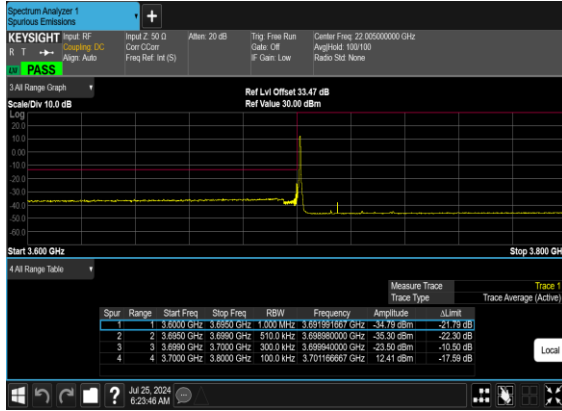 Spectrum Analyzer 1
Spurious Emissions
KEYSIGHT Input: RF Input Z: 50 Ω Atten: 20 dB Trig: Free Run Center Freq: 22.005000000 GHz
R T Coupling: DC Corr CCorr Gate: Off Avg|Hold: 100/100
Align: Auto Freq Ref: Int (S) IF Gain: Low Radio Std: None
PASS
3 All Range Graph
Ref Lvl Offset 33.47 dB
Scale/Div 10.0 dB Ref Value 30.00 dBm
Log
20.0
10.0
0.00
-10.0
-20.0
-30.0
-40.0
-50.0
-60.0
Start 3.600 GHz Stop 3.800 GHz
4 All Range Table
Measure Trace Trace 1
Trace Type Trace Average (Active)
Spur Range Start Freq Stop Freq RBW Frequency Amplitude ΔLimit
1 1 3.6000 GHz 3.6950 GHz 1.000 MHz 3.691991667 GHz -34.79 dBm -21.79 dB
2 2 3.6950 GHz 3.6990 GHz 510.0 kHz 3.698980000 GHz -35.30 dBm -22.30 dB
3 3 3.6990 GHz 3.7000 GHz 300.0 kHz 3.699940000 GHz -23.50 dBm -10.50 dB
4 4 3.7000 GHz 3.8000 GHz 100.0 kHz 3.701166667 GHz 12.41 dBm -17.59 dB
Local
Jul 25, 2024
6:23:46 AM